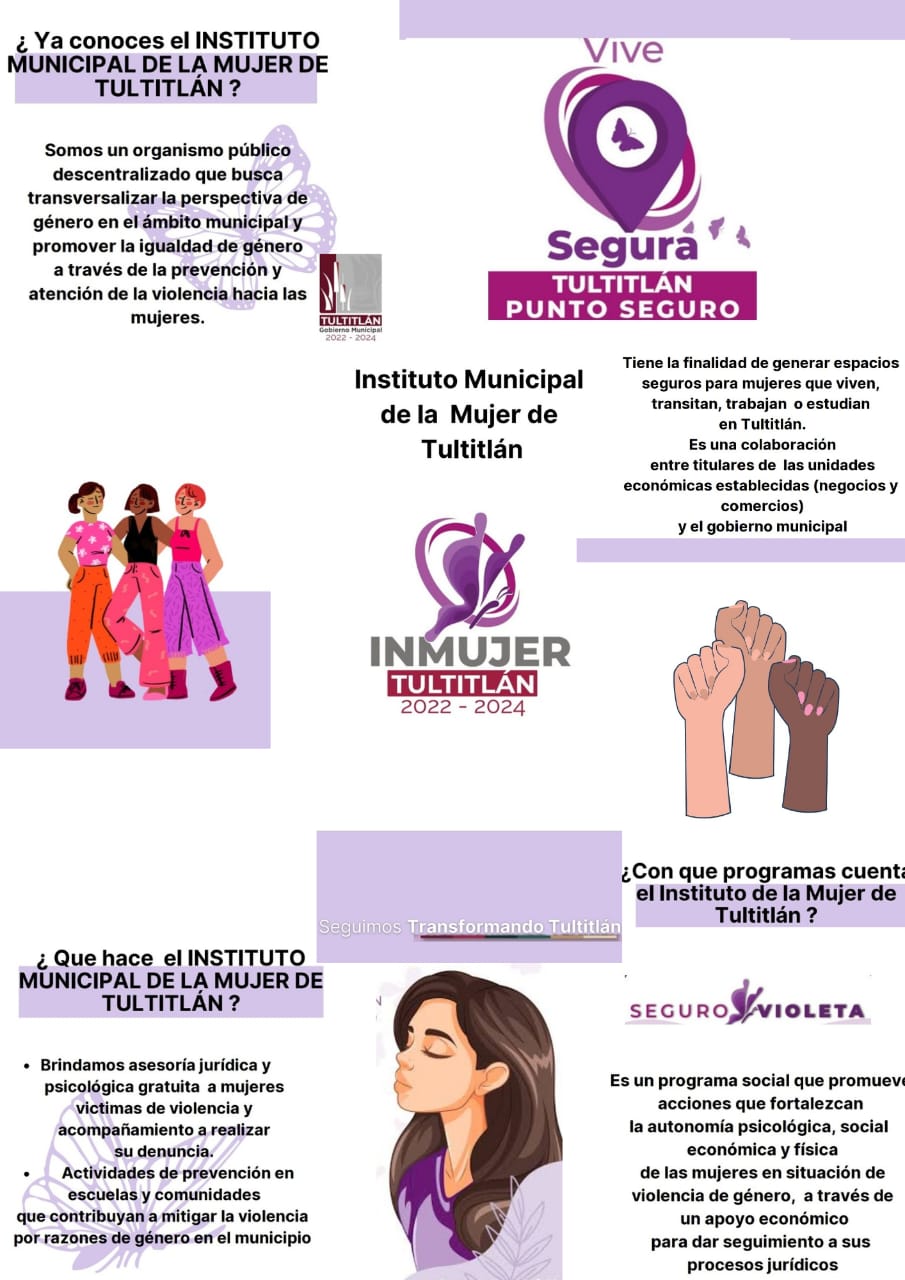 ¿ Ya conoces el INSTITUTO
MUNICIPAL DE LA MUJER DE
TULTITLÁN ?
Somos un organismo público
descentralizado que busca
transversalizar la perspectiva de
género en el ámbito municipal y
promover la igualdad de género
a través de la prevención y
atención de la violencia hacia las
mujeres.
TULTITLÁN
Gobierno Municipal
2022 - 2024
Vive
Segura
TULTITLÁN
PUNTO SEGURO
Instituto Municipal
de la Mujer de
Tultitlán
INMUJER
TULTITLÁN
2022 - 2024
Tiene la finalidad de generar espacios
seguros para mujeres que viven,
transitan, trabajan o estudian
en Tultitlán.
Es una colaboración
entre titulares de las unidades
económicas establecidas (negocios y
comercios)
y el gobierno municipal
Seguimos Transformando Tultitlán
¿ Que hace el INSTITUTO
MUNICIPAL DE LA MUJER DE
TULTITLÁN ?
• Brindamos asesoría jurídica y
psicológica gratuita a mujeres
victimas de violencia y
acompañamiento a realizar
su denuncia.
• Actividades de prevención en
escuelas y comunidades
que contribuyan a mitigar la violencia
por razones de género en el municipio
¿Con que programas cuenta
el Instituto de la Mujer de
Tultitlán ?
SEGURO VIOLETA
Es un programa social que promueve
acciones que fortalezcan
la autonomía psicológica, social
económica y física
de las mujeres en situación de
violencia de género, a través de
un apoyo económico
para dar seguimiento a sus
procesos jurídicos